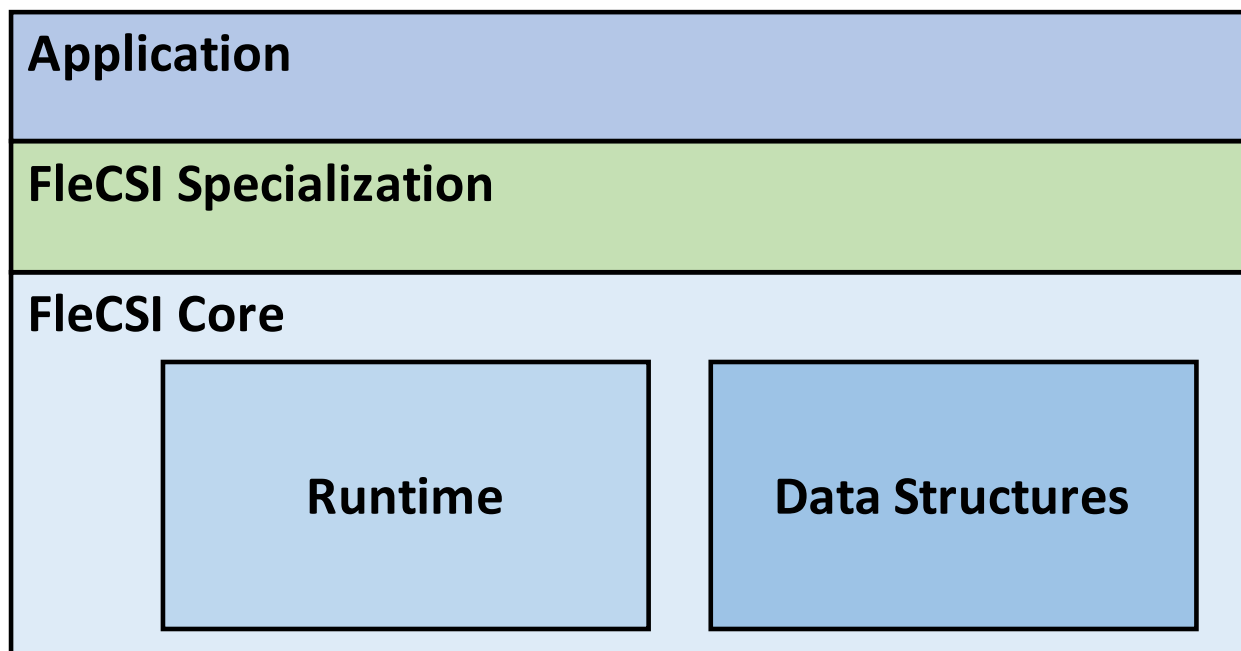 Application
FleCSI Specialization
FleCSI Core
Runtime
Data Structures